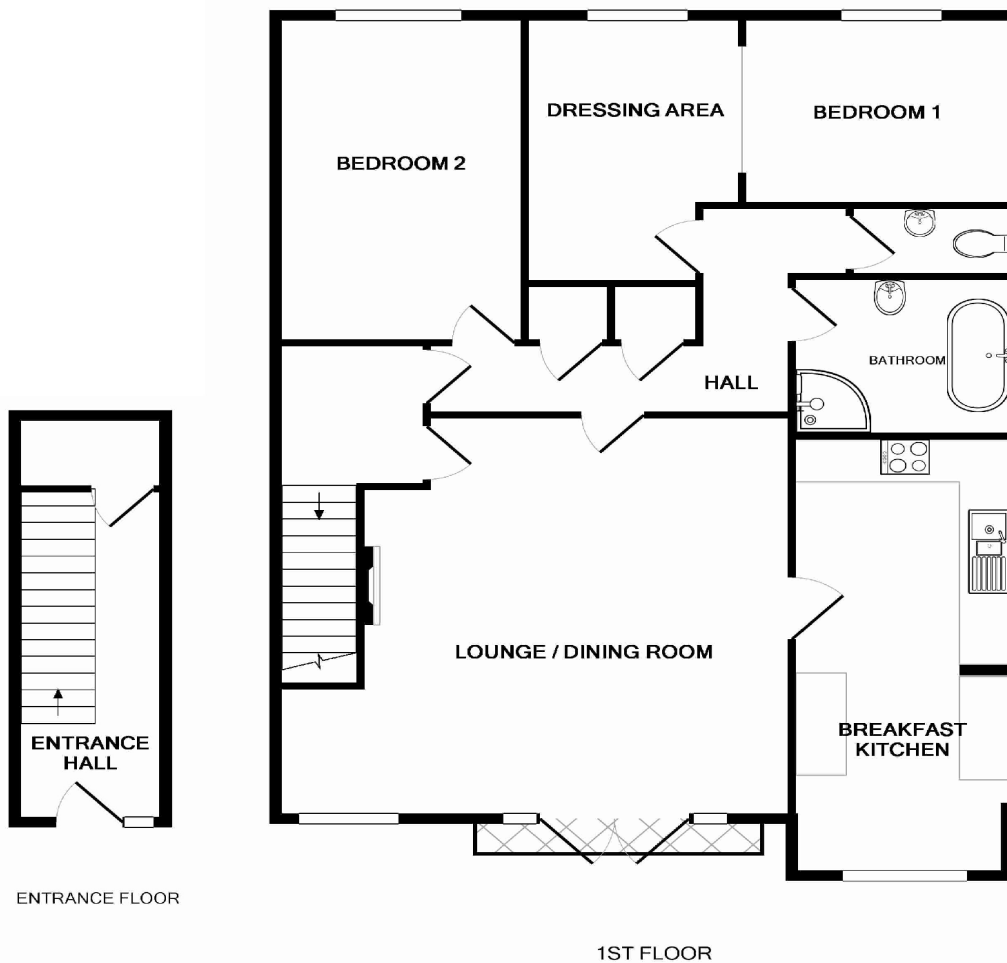 DRESSING AREA
BEDROOM 1
BEDROOM 2
BATHROOM
HALL
LOUNGE / DINING ROOM
BREAKFAST
KITCHEN
ENTRANCE
HALL
ENTRANCE FLOOR
1ST FLOOR